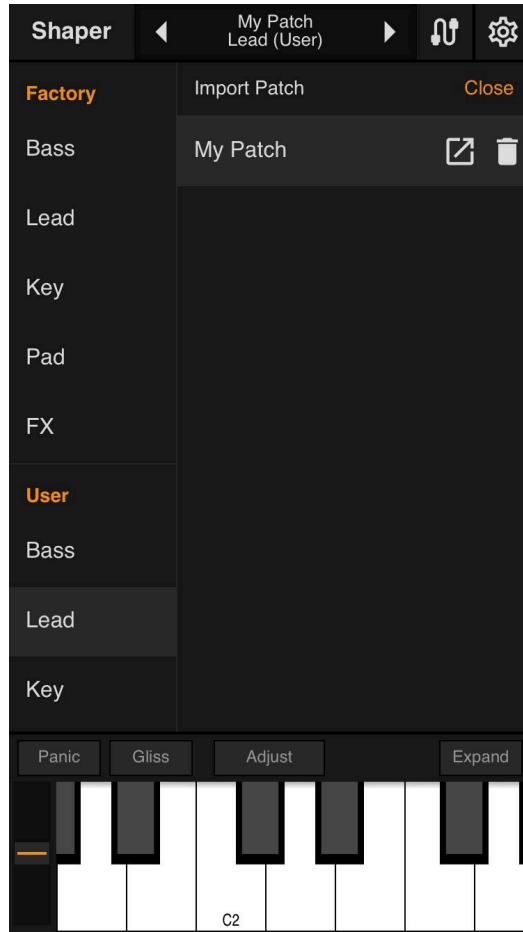 Shaper
My Patch
Lead (User)
Factory
Bass
Lead
Key
Pad
FX
User
Bass
Lead
Key
Import Patch
Close
My Patch
Panic
Gliss
Adjust
Expand
C2